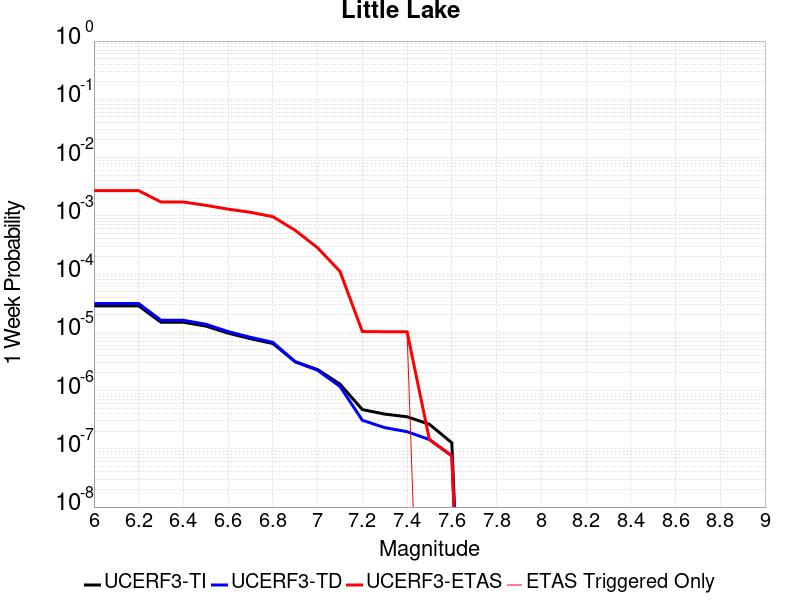 Little Lake
10^0
10^-1
10^-2
10^-3
10^-4
10^-5
10^-6
10^-7
10^-8
1 Week Probability
6 6.2 6.4 6.6 6.8 7 7.2 7.4 7.6 7.8 8 8.2 8.4 8.6 8.8 9
Magnitude
UCERF3-TI UCERF3-TD UCERF3-ETAS ETAS Triggered Only